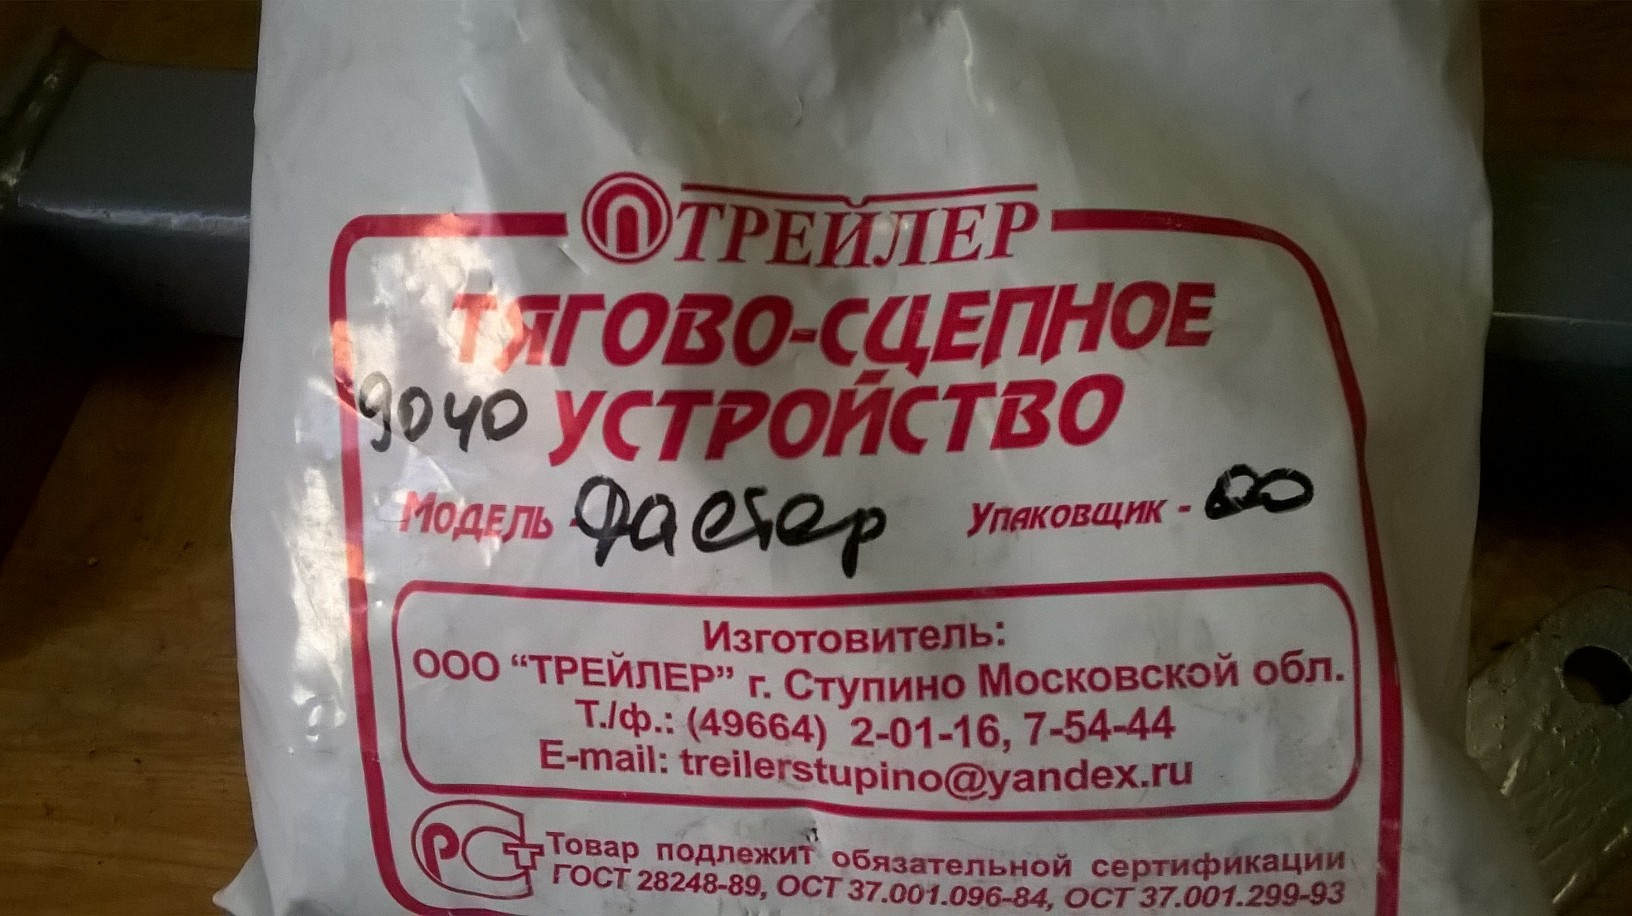 ТРЕЙЛЕР
ТЯГОВО-СЦЕПНОЕ
9040 УСТРОЙСТВО
Модель - Фастер Упаковщик -
Изготовитель:
ООО “ТРЕЙЛЕР” г. Ступино Московской обл.
Т./ф.: (49664) 2-01-16, 7-54-44
E-mail: treilerstupino@yandex.ru
РСТ Товар подлежит обязательной сертификации
ГОСТ 28248-89, ОСТ 37.001.096-84, ОСТ 37.001.299-93